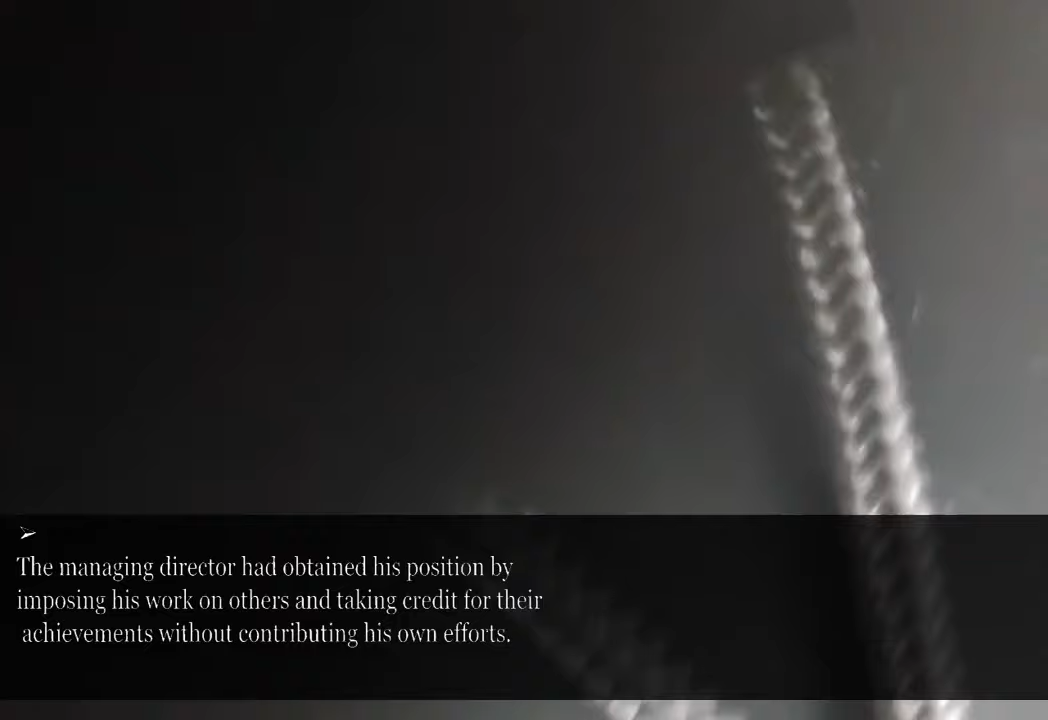 The managing director had obtained his position by
imposing his work on others and taking credit for their
achievements without contributing his own efforts.